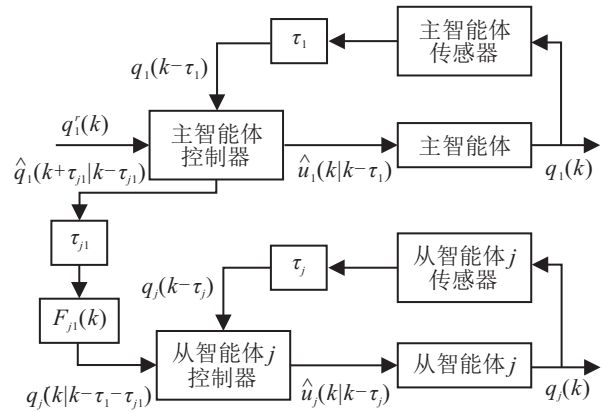 τ₁
主智能体
传感器
q₁(k−τ₁)
q₁ʳ(k)
主智能体
控制器
主智能体
q̂₁(k+τⱼ₁|k−τⱼ₁)
û₁(k|k−τ₁)
q₁(k)
τⱼ₁
τⱼ
从智能体j
传感器
qⱼ(k−τⱼ)
Fⱼ₁(k)
从智能体j
控制器
从智能体j
qⱼ(k|k−τ₁−τⱼ₁)
ûⱼ(k|k−τⱼ)
qⱼ(k)